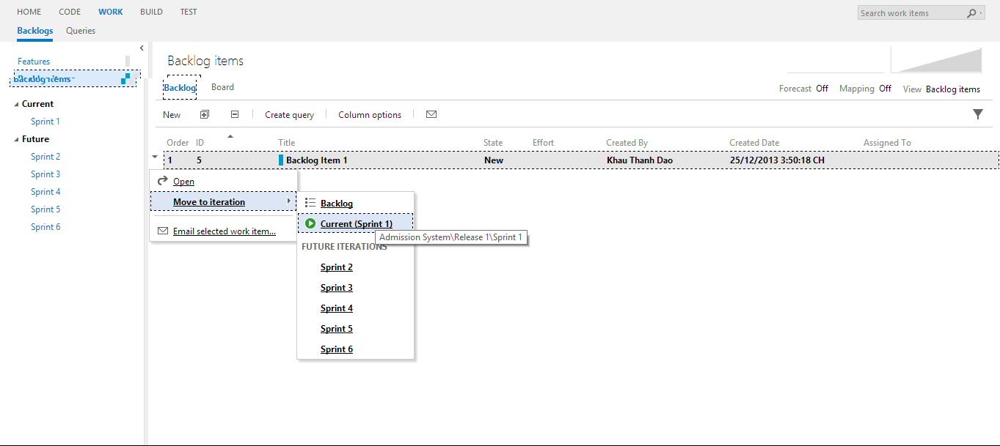 HOME CODE WORK BUILD TEST
Search work items
Backlogs Queries
Features
Backlog items
Current
Sprint 1
Future
Sprint 2
Sprint 3
Sprint 4
Sprint 5
Sprint 6
Backlog items
Backlog Board
Forecast Off Mapping Off View Backlog items
New Create query Column options
Order ID Title State Effort Created By Created Date Assigned To
1 5 Backlog Item 1 New Khau Thanh Dao 25/12/2013 3:50:18 CH
Open
Move to iteration
Email selected work item...
Backlog
Current (Sprint 1)
Admission System\Release 1\Sprint 1
FUTURE ITERATIONS
Sprint 2
Sprint 3
Sprint 4
Sprint 5
Sprint 6